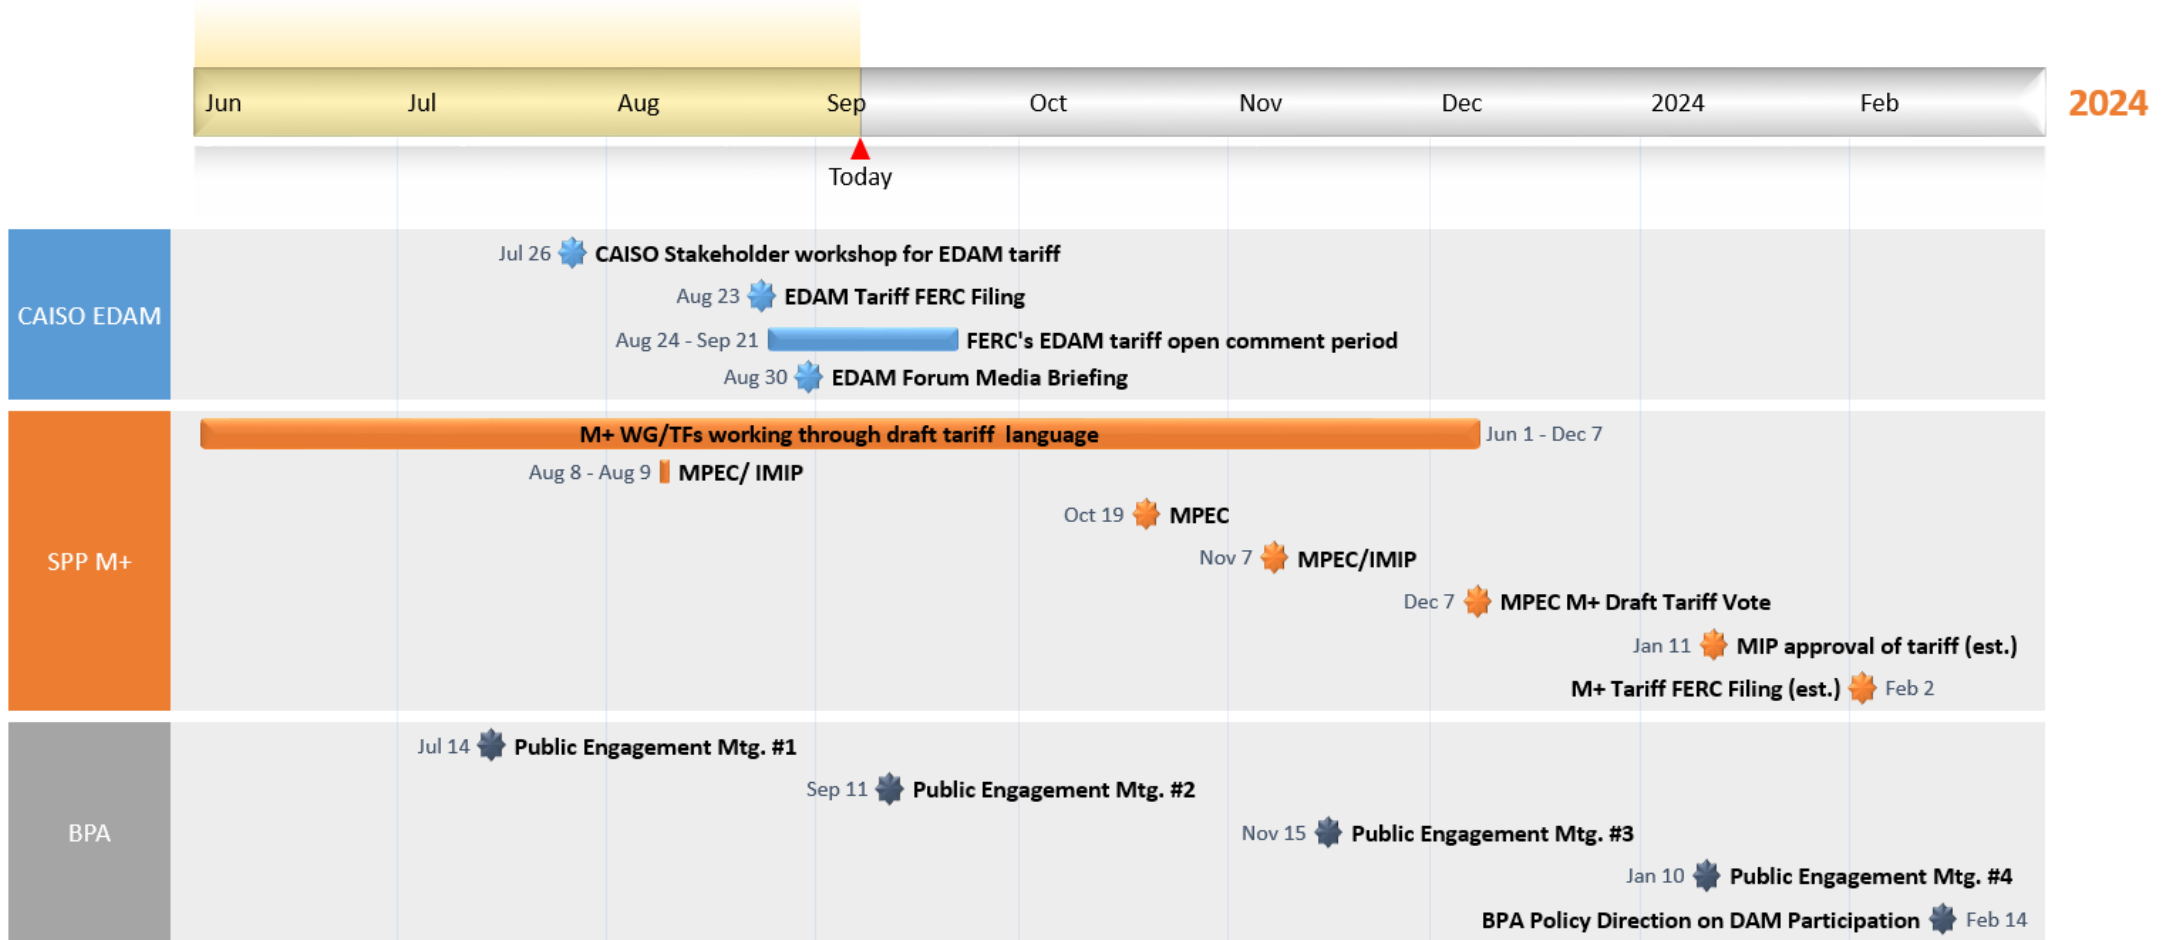 Jun Jul Aug Sep Oct Nov Dec 2024 Feb 2024
Today
CAISO EDAM
Jul 26 CAISO Stakeholder workshop for EDAM tariff
Aug 23 EDAM Tariff FERC Filing
Aug 24 - Sep 21 FERC's EDAM tariff open comment period
Aug 30 EDAM Forum Media Briefing
SPP M+
M+ WG/TFs working through draft tariff language Jun 1 - Dec 7
Aug 8 - Aug 9 MPEC/ IMIP
Oct 19 MPEC
Nov 7 MPEC/IMIP
Dec 7 MPEC M+ Draft Tariff Vote
Jan 11 MIP approval of tariff (est.)
M+ Tariff FERC Filing (est.) Feb 2
BPA
Jul 14 Public Engagement Mtg. #1
Sep 11 Public Engagement Mtg. #2
Nov 15 Public Engagement Mtg. #3
Jan 10 Public Engagement Mtg. #4
BPA Policy Direction on DAM Participation Feb 14